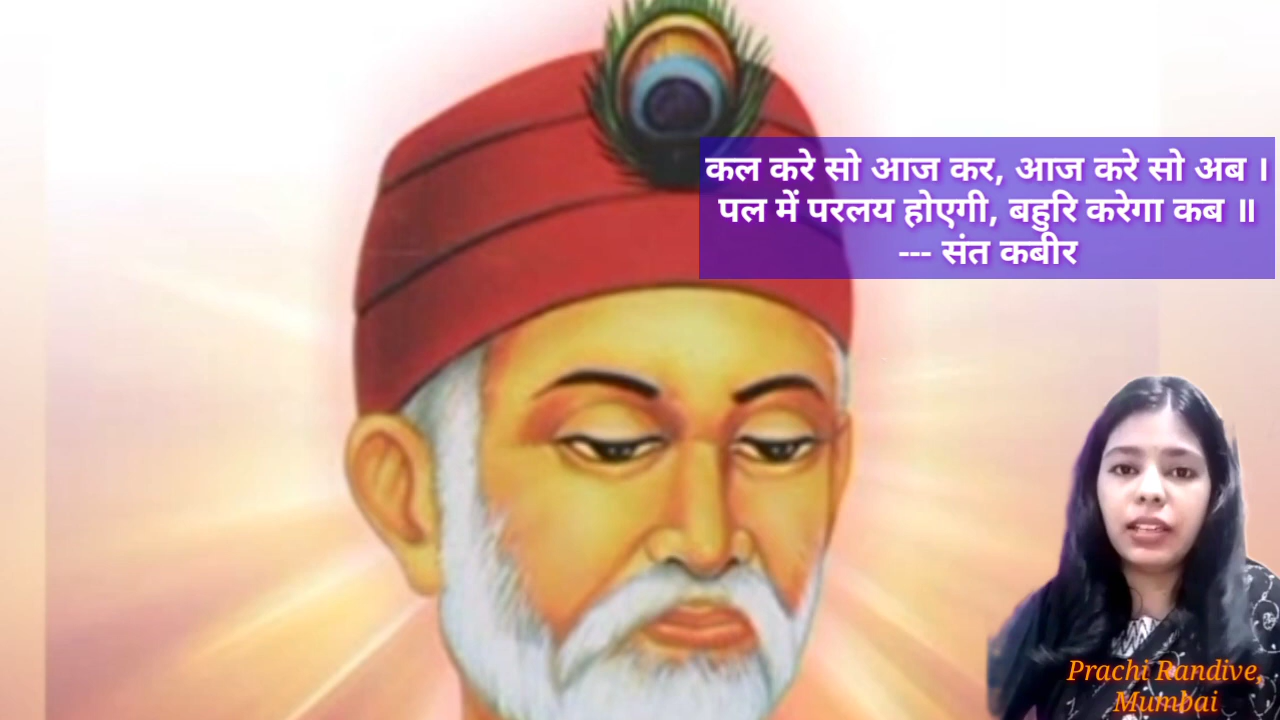 कल करे सो आज कर, आज करे सो अब ।
पल में परलय होएगी, बहुरि करेगा कब ॥
--- संत कबीर
Prachi Randive,
Mumbai